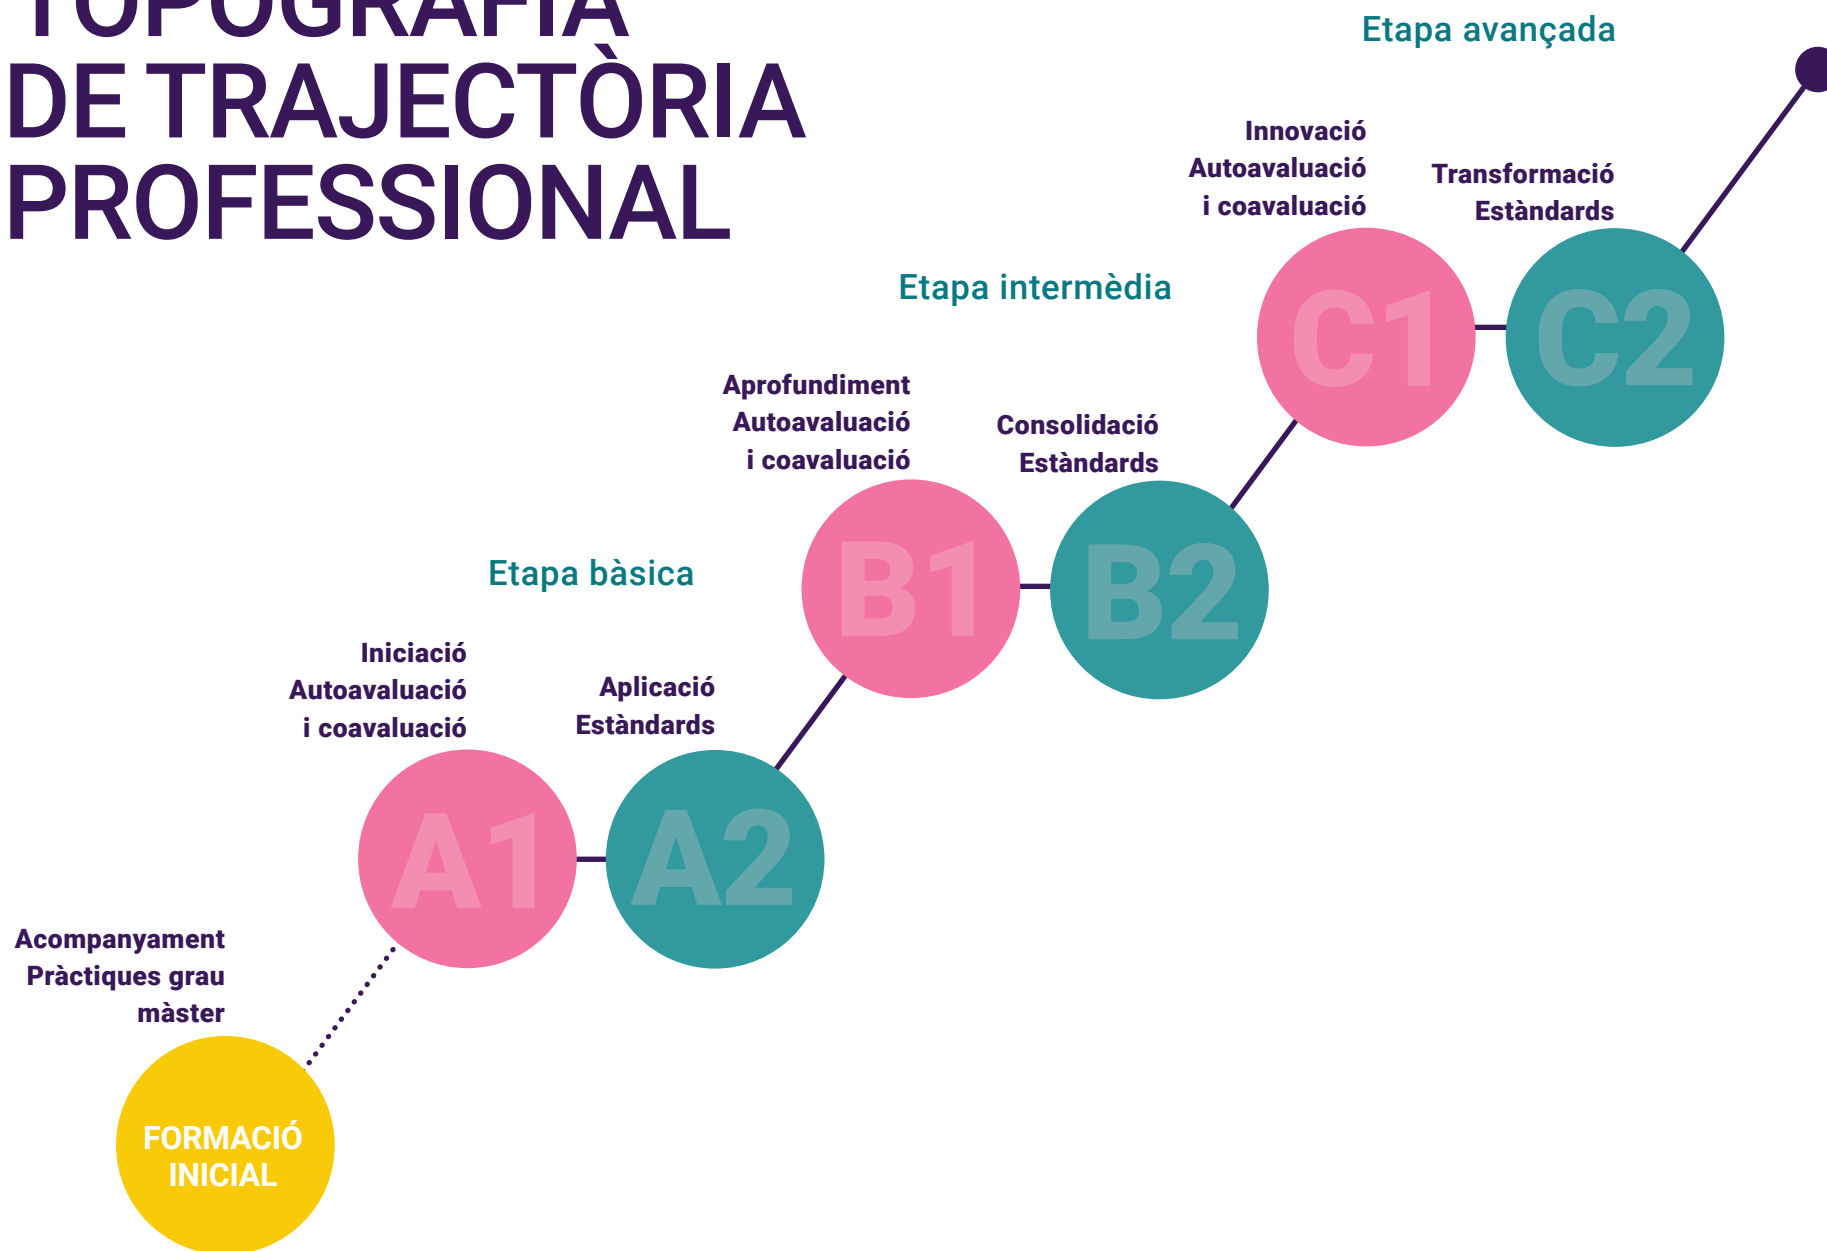 TOPOGRAFIA
DE TRAJECTÒRIA
PROFESSIONAL
Etapa avançada
Innovació
Autoavaluació
i coavaluació
Transformació
Estàndards
C1
C2
Etapa intermèdia
Aprofundiment
Autoavaluació
i coavaluació
Consolidació
Estàndards
B1
B2
Etapa bàsica
Iniciació
Autoavaluació
i coavaluació
Aplicació
Estàndards
A1
A2
Acompanyament
Pràctiques grau
màster
FORMACIÓ
INICIAL